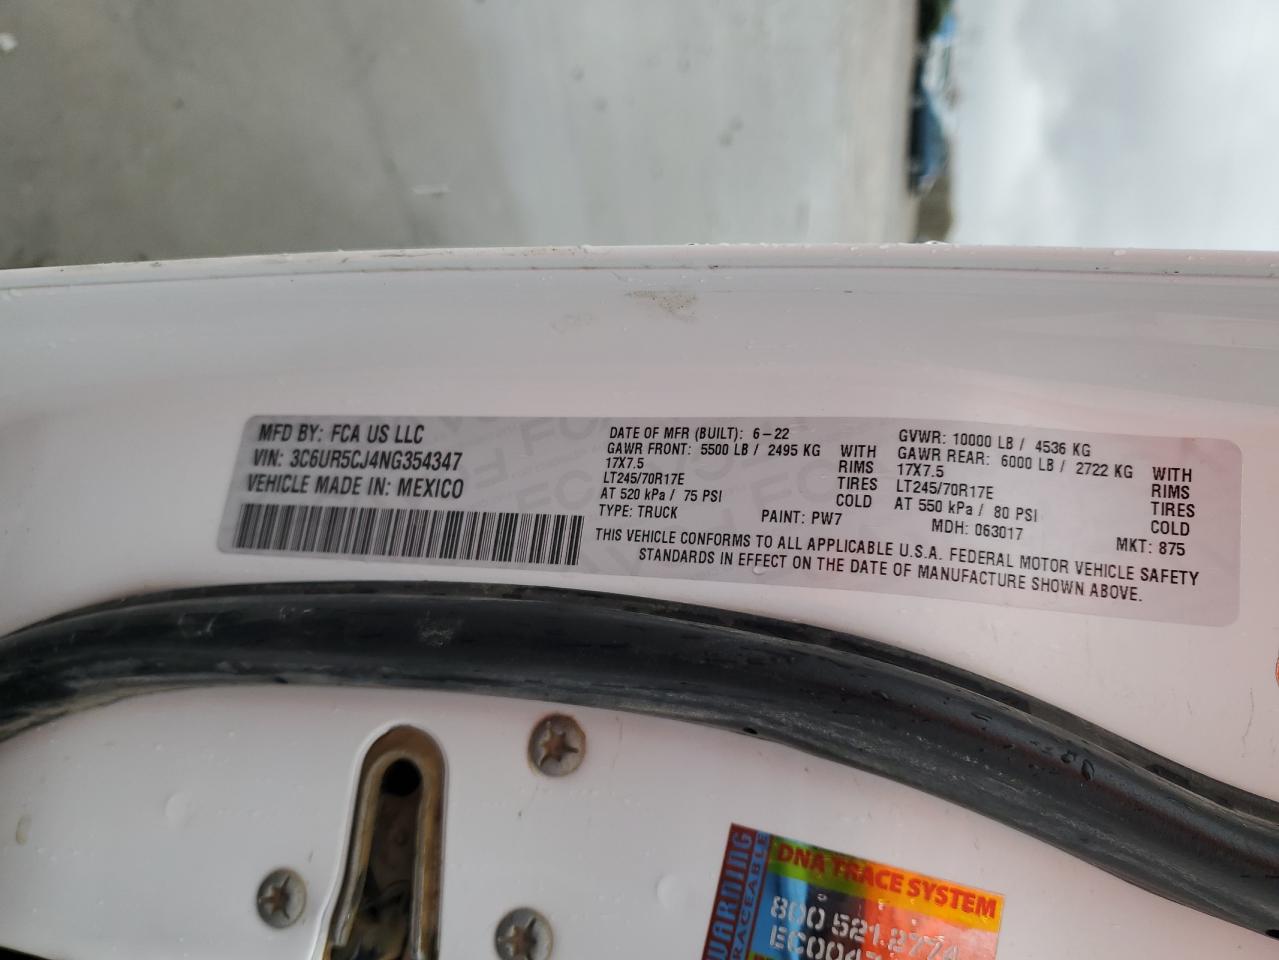 MFD BY: FCA US LLC
VIN: 3C6UR5CJ4NG354347
VEHICLE MADE IN: MEXICO
DATE OF MFR (BUILT): 6-22
GAWR FRONT: 5500 LB / 2495 KG WITH
17X7.5 RIMS
LT245/70R17E TIRES
AT 520 kPa / 75 PSI COLD
TYPE: TRUCK PAINT: PW7
GVWR: 10000 LB / 4536 KG
GAWR REAR: 6000 LB / 2722 KG WITH
17X7.5 RIMS
LT245/70R17E TIRES
AT 550 kPa / 80 PSI COLD
MDH: 063017 MKT: 875
THIS VEHICLE CONFORMS TO ALL APPLICABLE U.S.A. FEDERAL MOTOR VEHICLE SAFETY
STANDARDS IN EFFECT ON THE DATE OF MANUFACTURE SHOWN ABOVE.
WARNING
DNA TRACE SYSTEM
800 521 2774